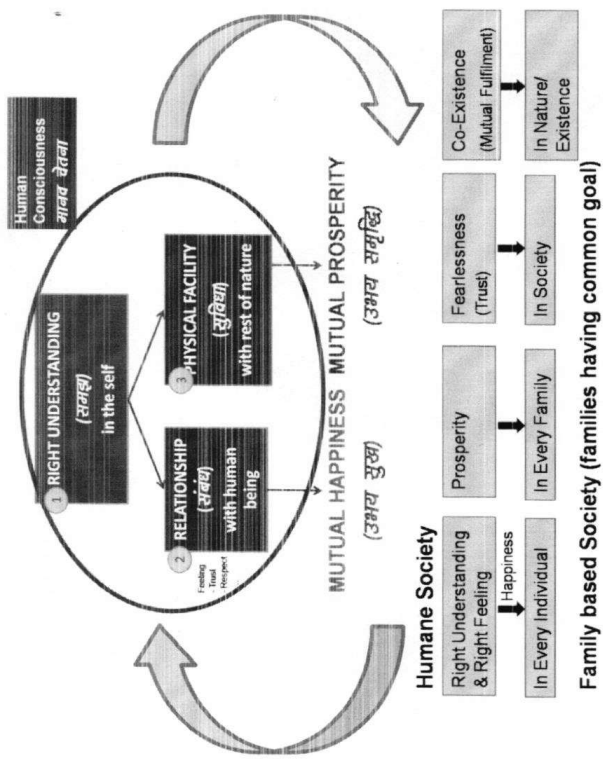 Human
Consciousness
मानव चेतना
1
RIGHT UNDERSTANDING
(समझ)
in the self
2
RELATIONSHIP
(संबंध)
with human
being
Feeling
- Trust
- Respect
3
PHYSICAL FACILITY
(सुविधा)
with rest of nature
MUTUAL HAPPINESS
(उभय सुख)
MUTUAL PROSPERITY
(उभय समृद्धि)
Humane Society
Right Understanding
& Right Feeling
Happiness
In Every Individual
Prosperity
In Every Family
Fearlessness
(Trust)
In Society
Co-Existence
(Mutual Fulfilment)
In Nature/
Existence
Family based Society (families having common goal)